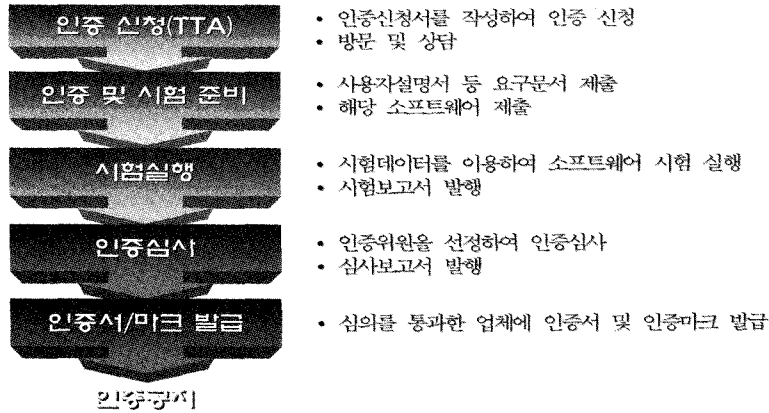 인증 신청(TTA)
• 인증신청서를 작성하여 인증 신청
• 방문 및 상담
인증 및 시험 준비
• 사용자설명서 등 요구문서 제출
• 해당 소프트웨어 제출
시험실행
• 시험데이터를 이용하여 소프트웨어 시험 실행
• 시험보고서 발행
인증심사
• 인증위원을 선정하여 인증심사
• 심사보고서 발행
인증서/마크 발급
• 심의를 통과한 업체에 인증서 및 인증마크 발급
인증공지